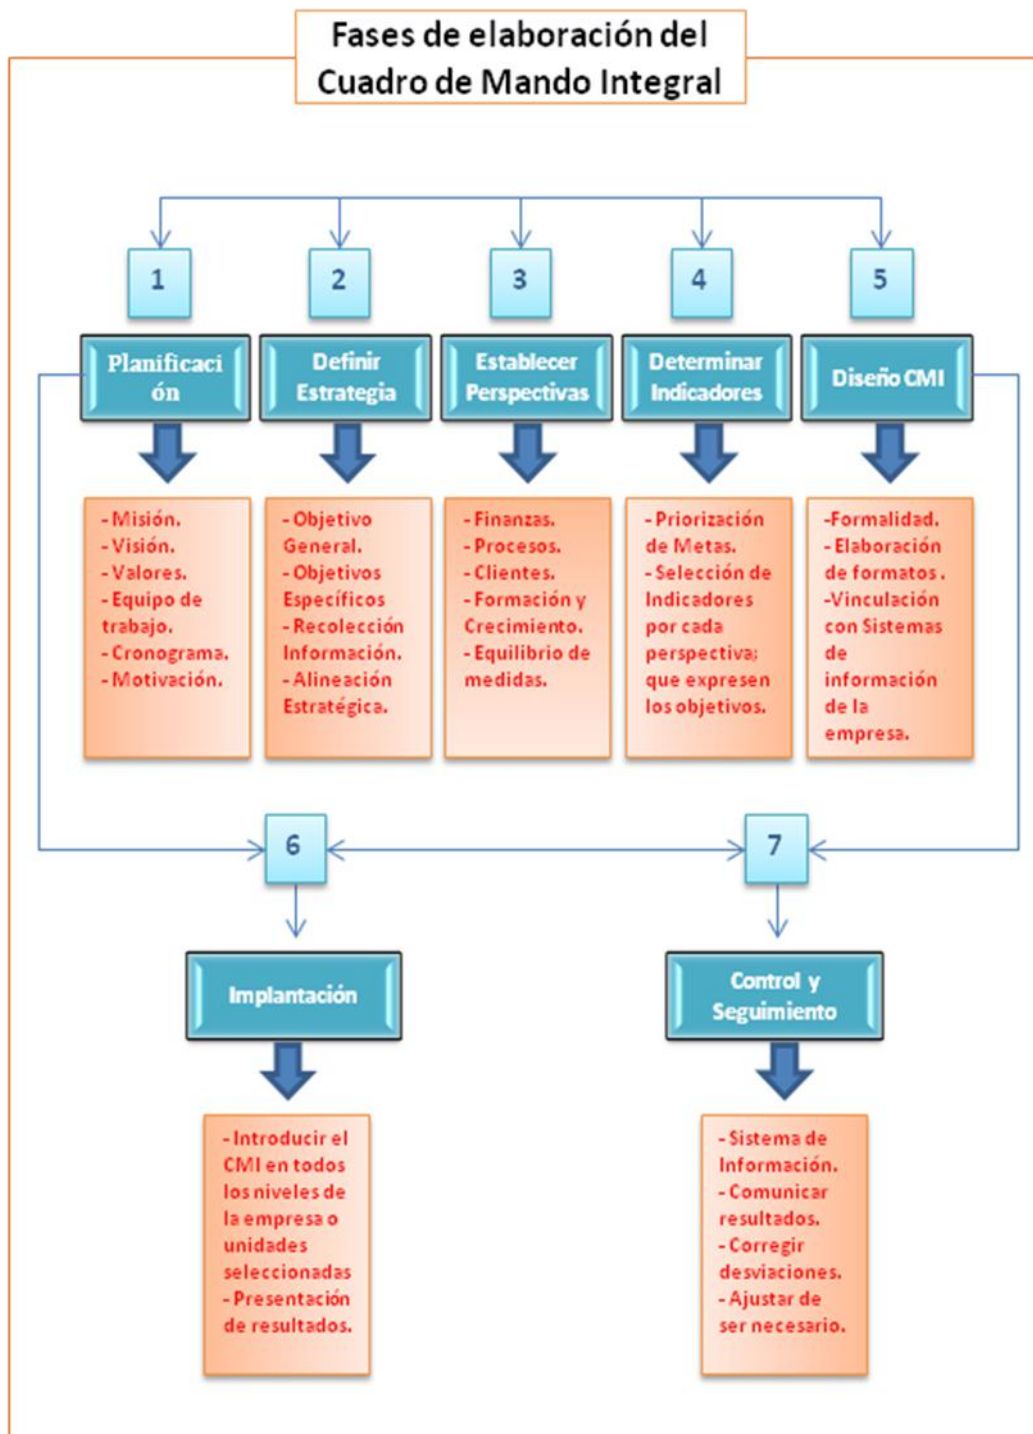 Fases de elaboración del
Cuadro de Mando Integral
1
2
3
4
5
Planificaci
ón
Definir
Estrategia
Establecer
Perspectivas
Determinar
Indicadores
Diseño CMI
- Misión.
- Visión.
- Valores.
- Equipo de
trabajo.
- Cronograma.
- Motivación.
- Objetivo
General.
- Objetivos
Específicos
- Recolección
Información.
- Alineación
Estratégica.
- Finanzas.
- Procesos.
- Clientes.
- Formación y
Crecimiento.
- Equilibrio de
medidas.
- Priorización
de Metas.
- Selección de
Indicadores
por cada
perspectiva;
que expresen
los objetivos.
-Formalidad.
- Elaboración
de formatos .
-Vinculación
con Sistemas
de
información
de la
empresa.
6
7
Implantación
Control y
Seguimiento
- Introducir el
CMI en todos
los niveles de
la empresa o
unidades
seleccionadas
- Presentación
de resultados.
- Sistema de
Información.
- Comunicar
resultados.
- Corregir
desviaciones.
- Ajustar de
ser necesario.